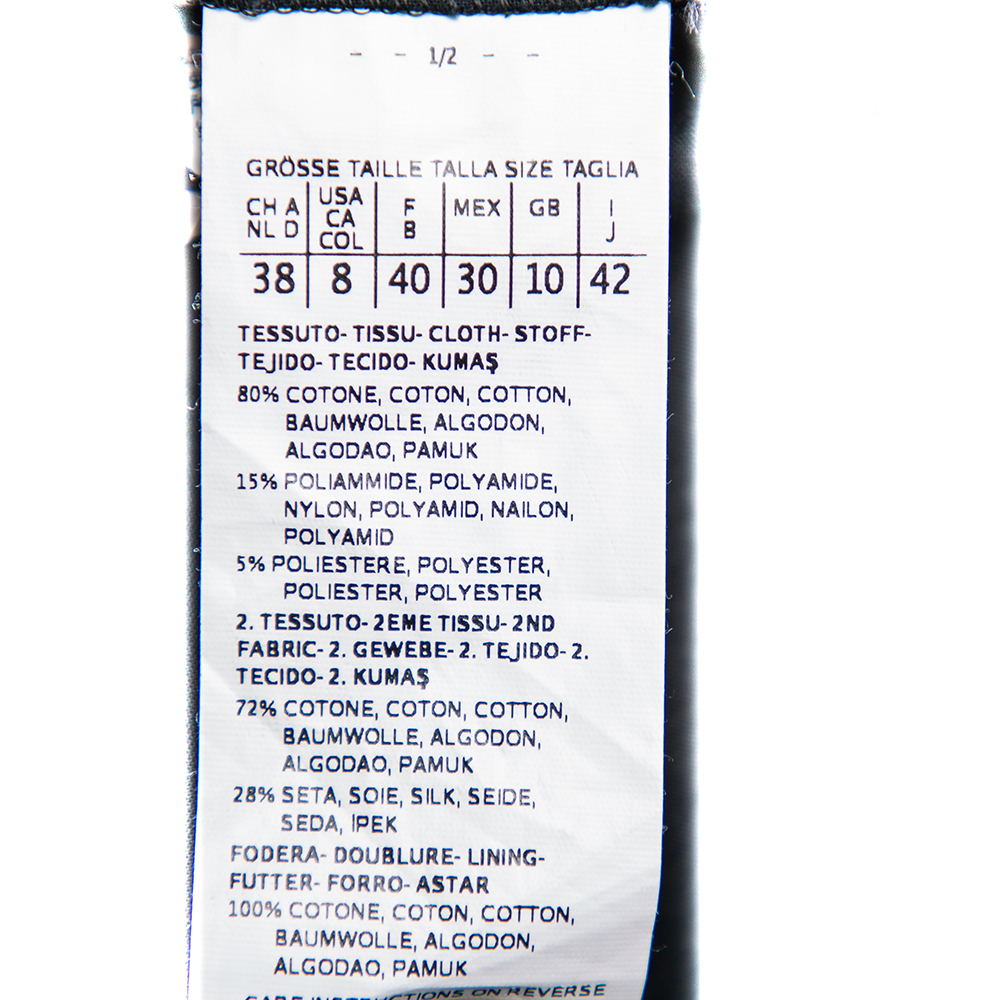 - - 1/2 - -
GRÖSSE TAILLE TALLA SIZE TAGLIA
CH A NL D | USA CA COL | F B | MEX | GB | I J
38 | 8 | 40 | 30 | 10 | 42
TESSUTO- TISSU- CLOTH- STOFF-
TEJIDO- TECIDO- KUMAŞ
80% COTONE, COTON, COTTON,
BAUMWOLLE, ALGODON,
ALGODAO, PAMUK
15% POLIAMMIDE, POLYAMIDE,
NYLON, POLYAMID, NAILON,
POLYAMID
5% POLIESTERE, POLYESTER,
POLIESTER, POLYESTER
2. TESSUTO- 2EME TISSU- 2ND
FABRIC- 2. GEWEBE- 2. TEJIDO- 2.
TECIDO- 2. KUMAŞ
72% COTONE, COTON, COTTON,
BAUMWOLLE, ALGODON,
ALGODAO, PAMUK
28% SETA, SOIE, SILK, SEIDE,
SEDA, İPEK
FODERA- DOUBLURE- LINING-
FUTTER- FORRO- ASTAR
100% COTONE, COTON, COTTON,
BAUMWOLLE, ALGODON,
ALGODAO, PAMUK
CARE INSTRUCTIONS ON REVERSE